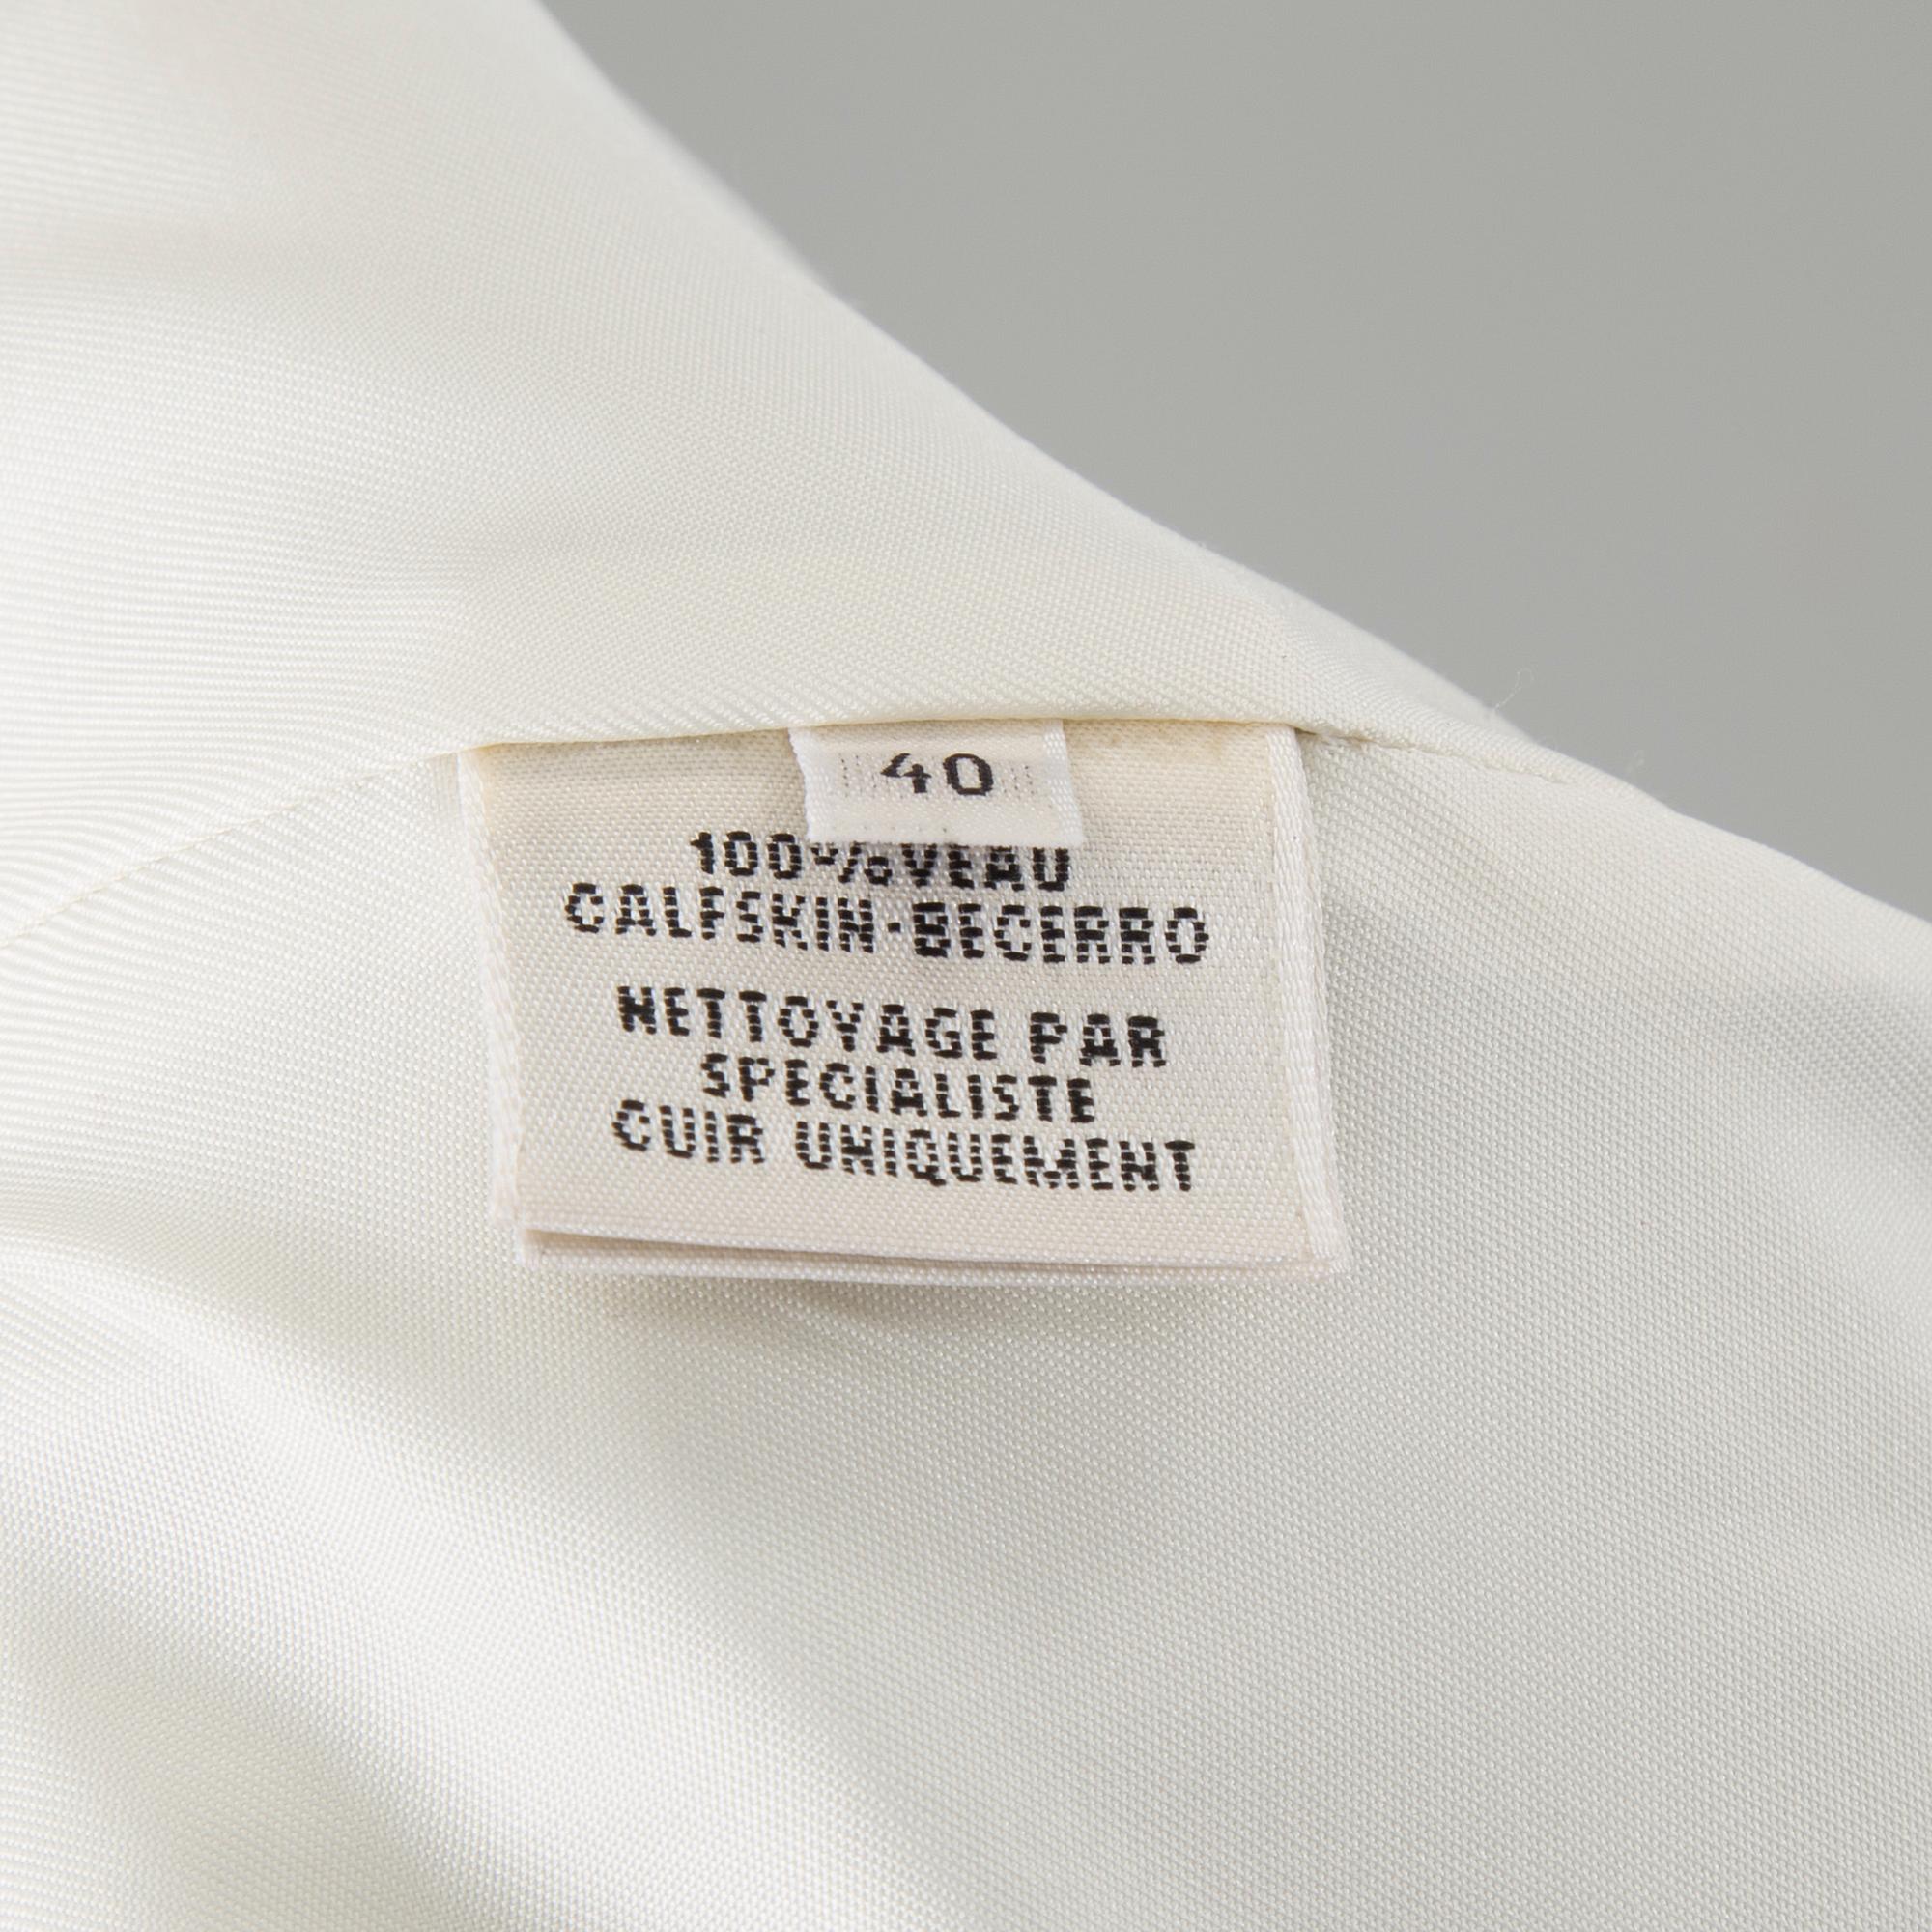 40
100% VEAU
CALFSKIN·BECERRO
NETTOYAGE PAR
SPECIALISTE
CUIR UNIQUEMENT